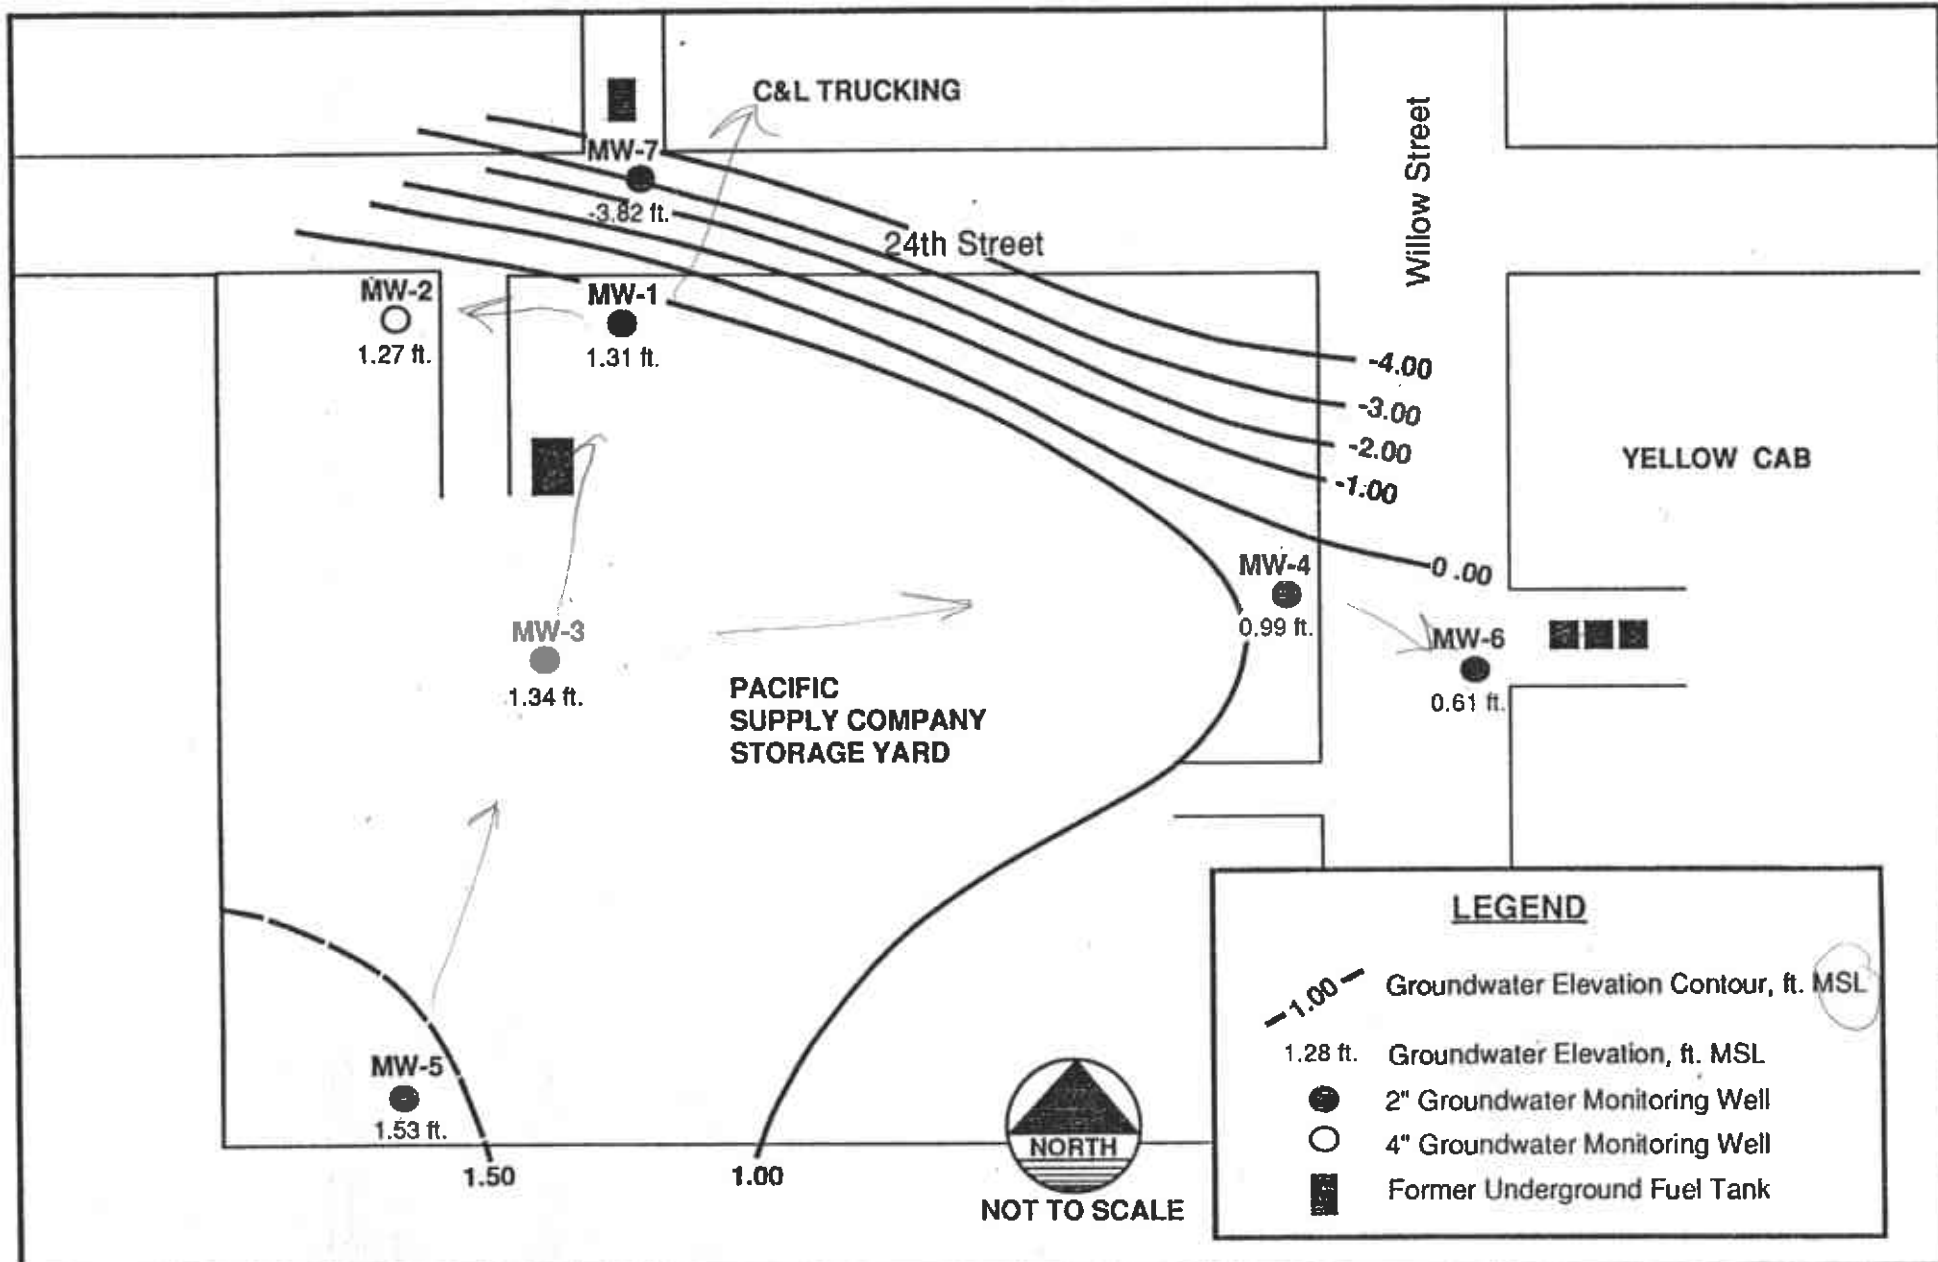 C&L TRUCKING
Willow Street
MW-7
-3.82 ft.
24th Street
MW-2
1.27 ft.
MW-1
1.31 ft.
-4.00
-3.00
-2.00
-1.00
0 .00
YELLOW CAB
MW-4
0.99 ft.
MW-6
0.61 ft.
MW-3
1.34 ft.
PACIFIC
SUPPLY COMPANY
STORAGE YARD
MW-5
1.53 ft.
1.50
1.00
NORTH
NOT TO SCALE
LEGEND
1.00 Groundwater Elevation Contour, ft. MSL
1.28 ft. Groundwater Elevation, ft. MSL
2" Groundwater Monitoring Well
4" Groundwater Monitoring Well
Former Underground Fuel Tank